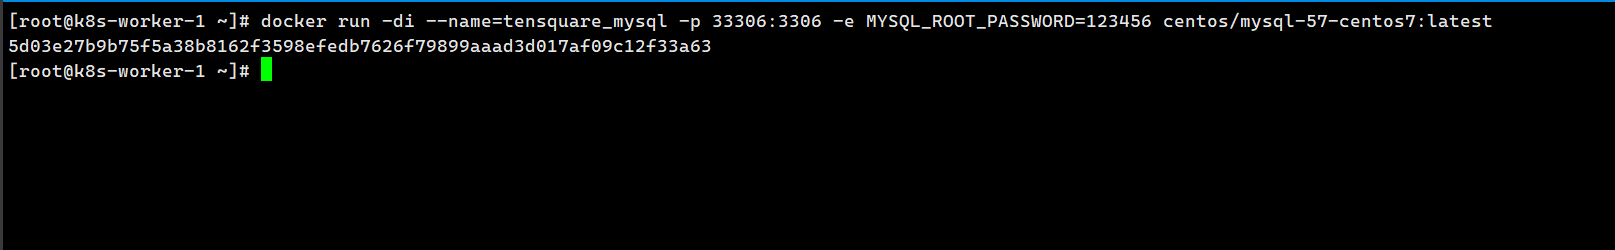 [root@k8s-worker-1 ~]# docker run -di --name=tensquare_mysql -p 33306:3306 -e MYSQL_ROOT_PASSWORD=123456 centos/mysql-57-centos7:latest
5d03e27b9b75f5a38b8162f3598efedb7626f79899aaad3d017af09c12f33a63
[root@k8s-worker-1 ~]#